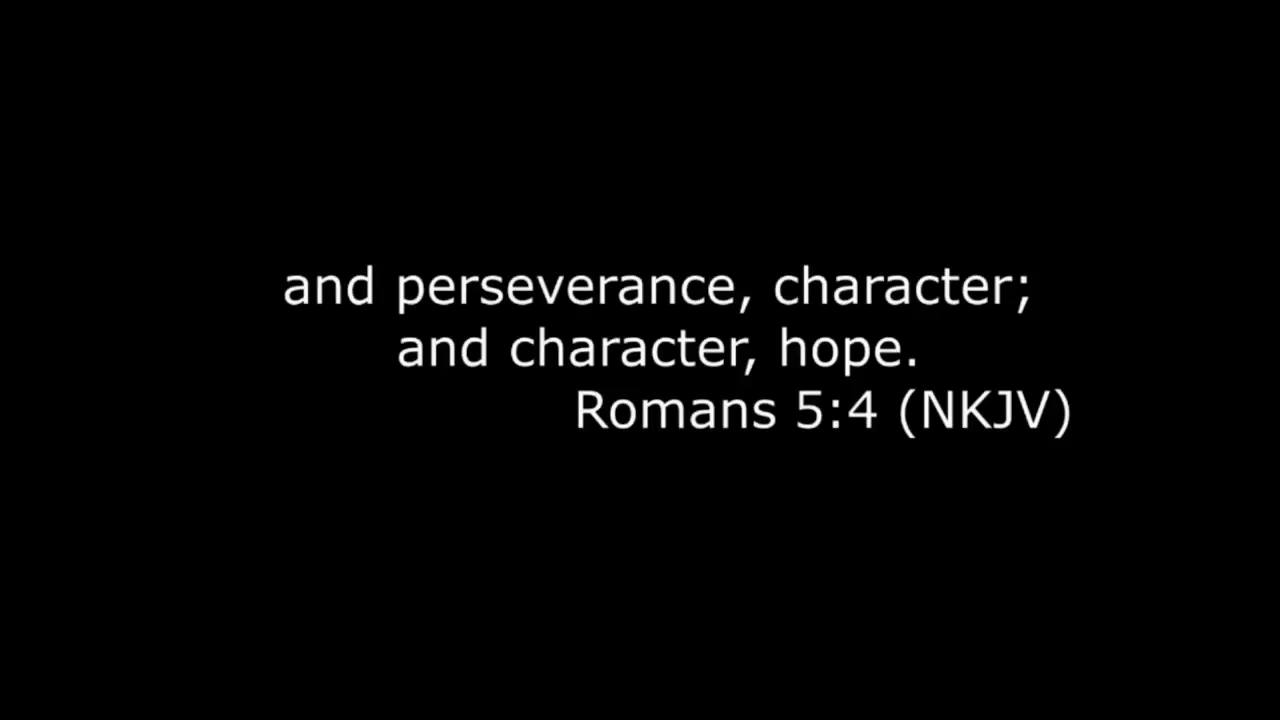 and perseverance, character;
and character, hope.
Romans 5:4 (NKJV)